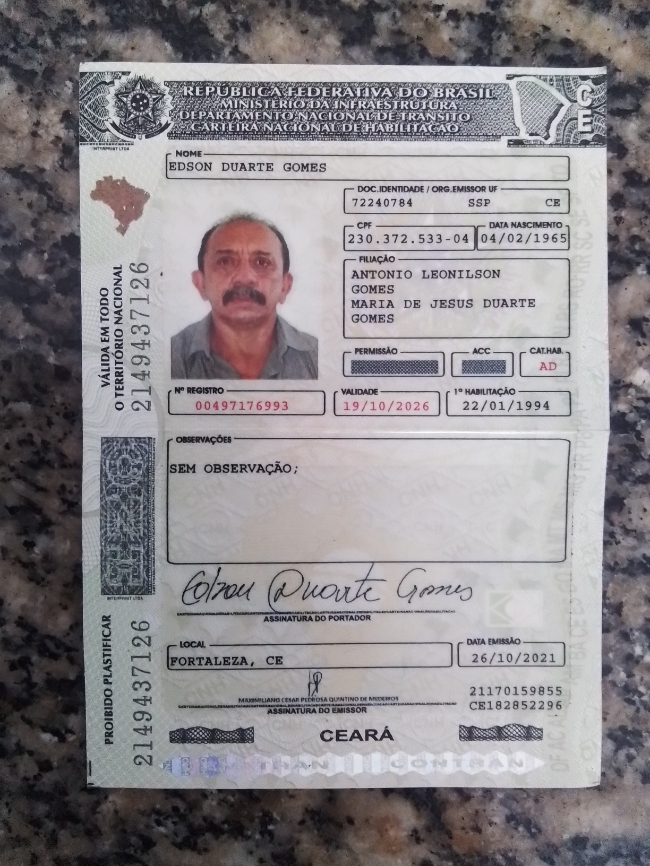 REPÚBLICA FEDERATIVA DO BRASIL
MINISTÉRIO DA INFRAESTRUTURA
DEPARTAMENTO NACIONAL DE TRÂNSITO
CARTEIRA NACIONAL DE HABILITAÇÃO
CE
INTERPRINT LTDA
NOME
EDSON DUARTE GOMES
DOC. IDENTIDADE / ORG. EMISSOR UF
72240784 SSP CE
CPF
230.372.533-04
DATA NASCIMENTO
04/02/1965
FILIAÇÃO
ANTONIO LEONILSON
GOMES
MARIA DE JESUS DUARTE
GOMES
PERMISSÃO
ACC
CAT.HAB.
AD
Nº REGISTRO
00497176993
VALIDADE
19/10/2026
1ª HABILITAÇÃO
22/01/1994
VÁLIDA EM TODO
O TERRITÓRIO NACIONAL
2149437126
OBSERVAÇÕES
SEM OBSERVAÇÃO;
INTERPRINT LTDA
Edson Duarte Gomes
ASSINATURA DO PORTADOR
LOCAL
FORTALEZA, CE
DATA EMISSÃO
26/10/2021
MAXIMILIANO CESAR PEDROSA QUINTINO DE MEDEIROS
ASSINATURA DO EMISSOR
21170159855
CE182852296
PROIBIDO PLASTIFICAR
2149437126
CEARÁ
CONTRAN